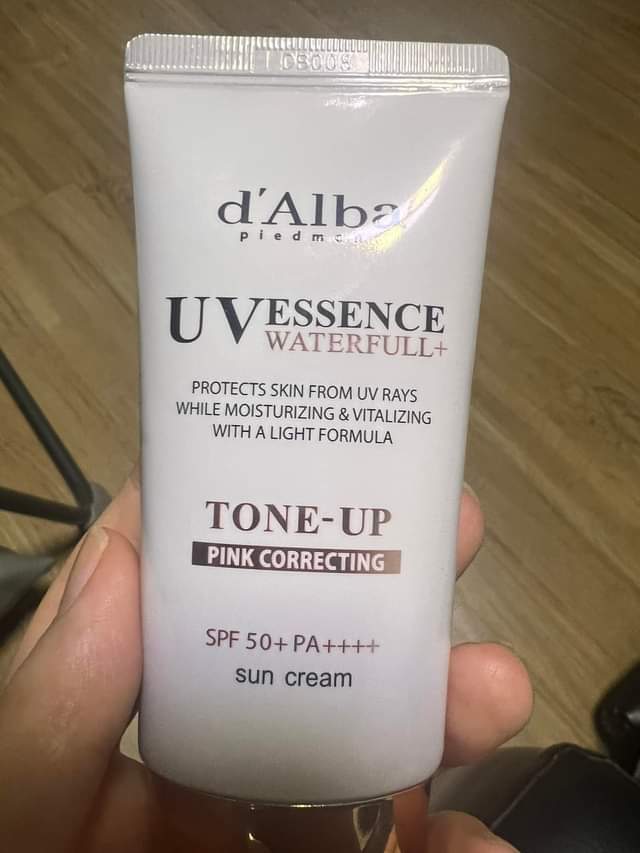 d'Alba
piedmont
UV ESSENCE
WATERFULL+
PROTECTS SKIN FROM UV RAYS
WHILE MOISTURIZING & VITALIZING
WITH A LIGHT FORMULA
TONE-UP
PINK CORRECTING
SPF 50+ PA++++
sun cream